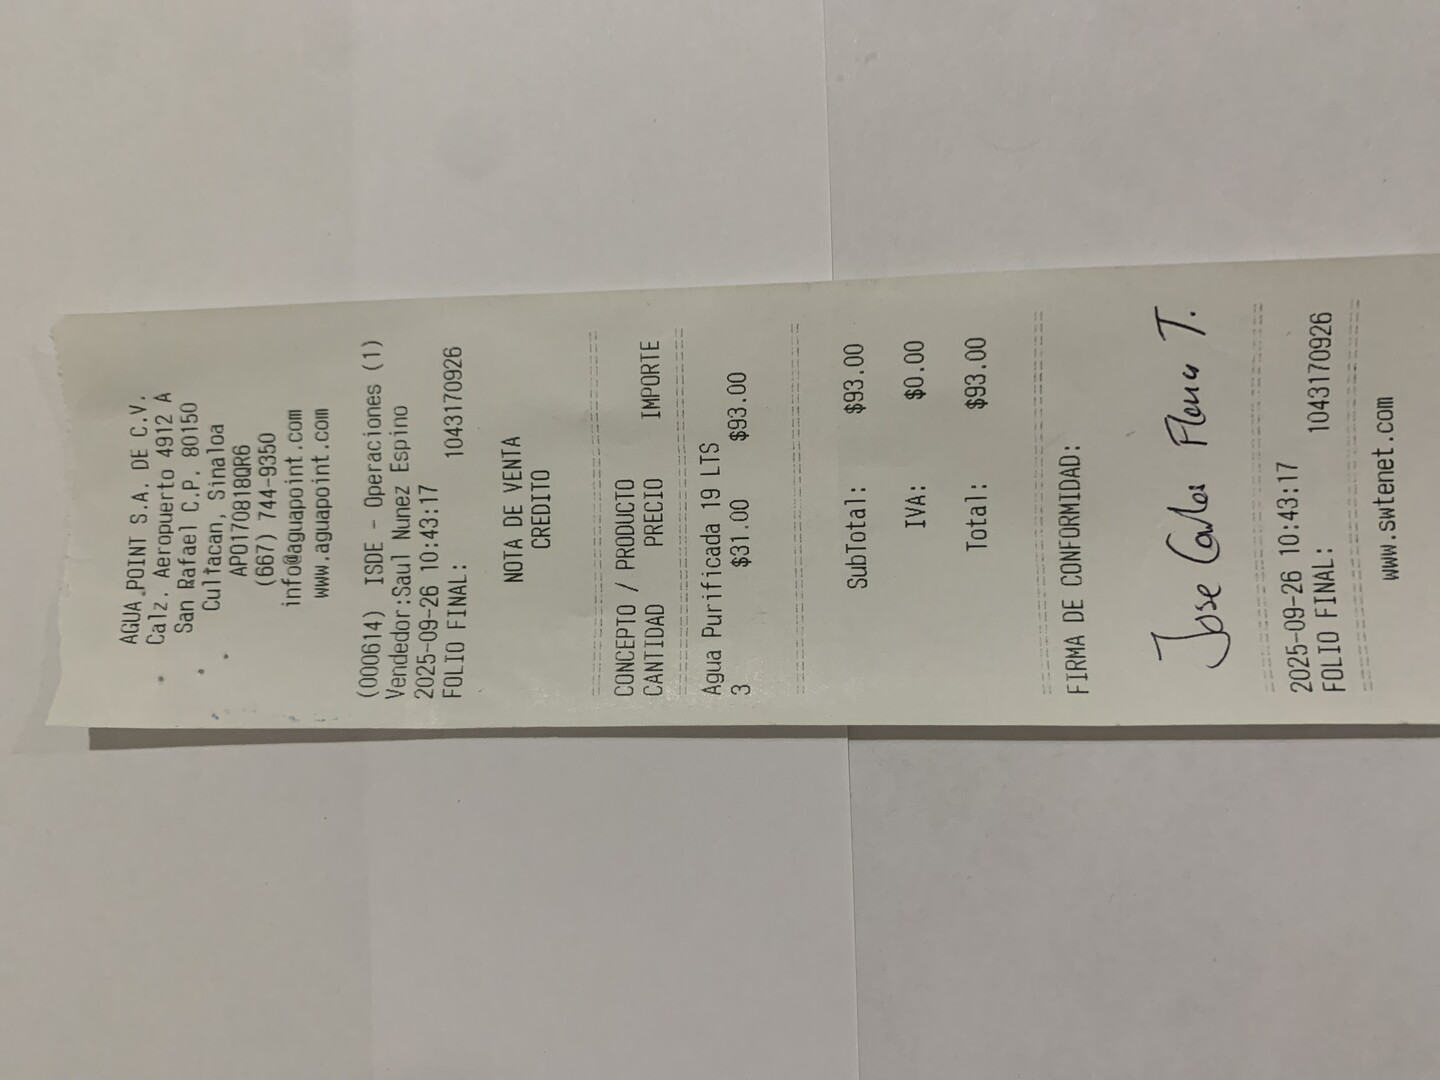 AGUA POINT S.A. DE C.V.
Calz. Aeropuerto 4912 A
San Rafael C.P. 80150
Cultacan, Sinaloa
APO170818QR6
(667) 744-9350
info@aguapoint.com
www.aguapoint.com
(000614) ISDE - Operaciones (1)
Vendedor:Saul Nunez Espino
2025-09-26 10:43:17
FOLIO FINAL: 1043170926
NOTA DE VENTA
CREDITO
CONCEPTO / PRODUCTO
CANTIDAD PRECIO IMPORTE
Agua Purificada 19 LTS
3 $31.00 $93.00
SubTotal: $93.00
IVA: $0.00
Total: $93.00
FIRMA DE CONFORMIDAD:
Jose Carlos T.
2025-09-26 10:43:17
FOLIO FINAL: 1043170926
www.swtenet.com